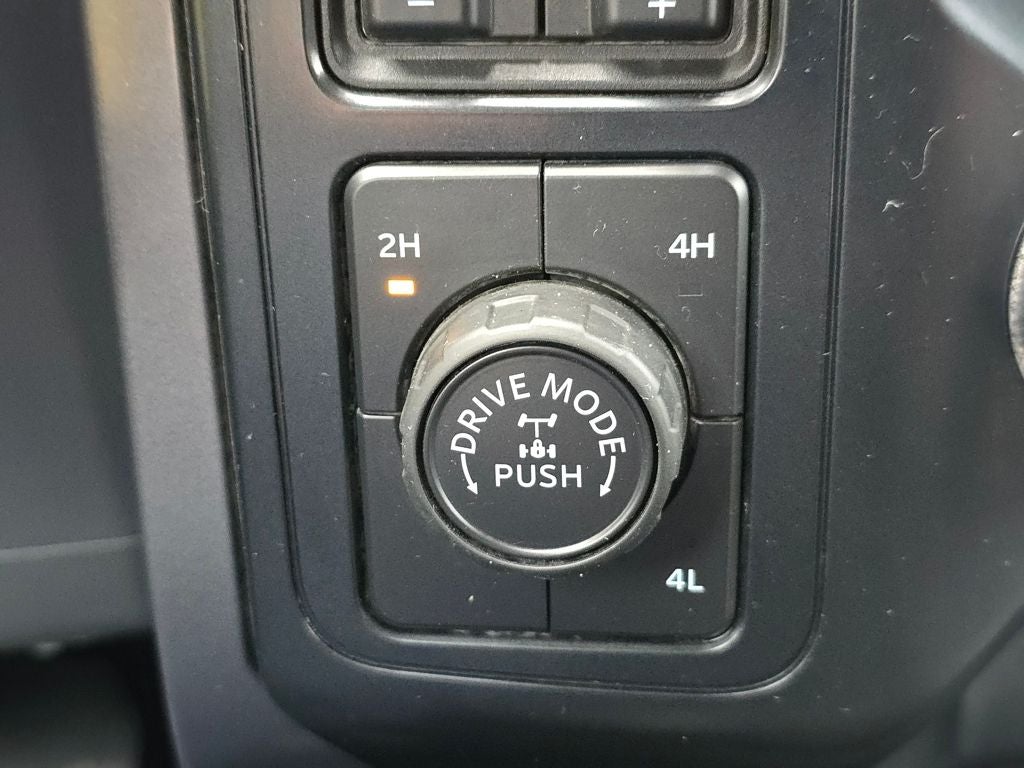 − +
2H 4H
DRIVE MODE
PUSH
4L